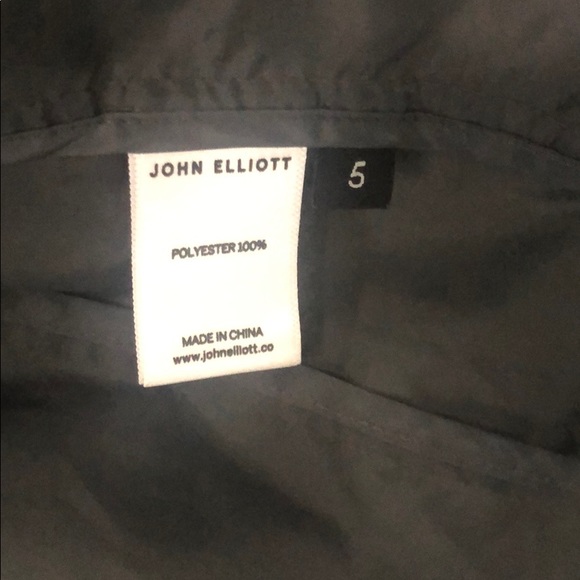 JOHN ELLIOTT
5
POLYESTER 100%
MADE IN CHINA
www.johnelliott.co